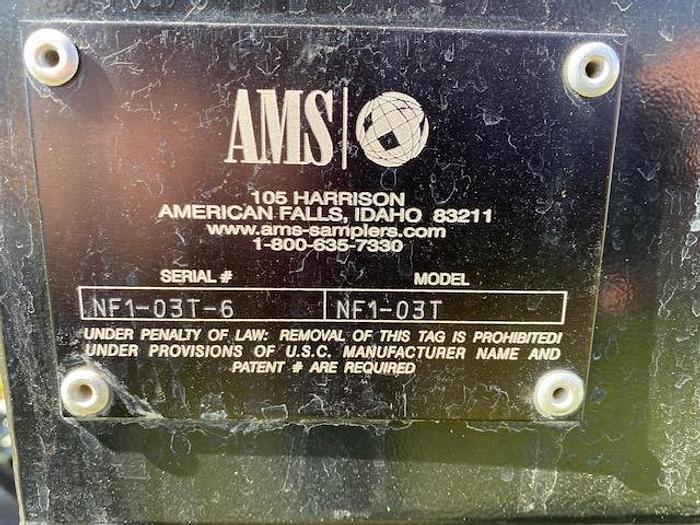 AMS
105 HARRISON
AMERICAN FALLS, IDAHO 83211
www.ams-samplers.com
1-800-635-7330
SERIAL # MODEL
NF1-03T-6 NF1-03T
UNDER PENALTY OF LAW: REMOVAL OF THIS TAG IS PROHIBITED!
UNDER PROVISIONS OF U.S.C. MANUFACTURER NAME AND
PATENT # ARE REQUIRED